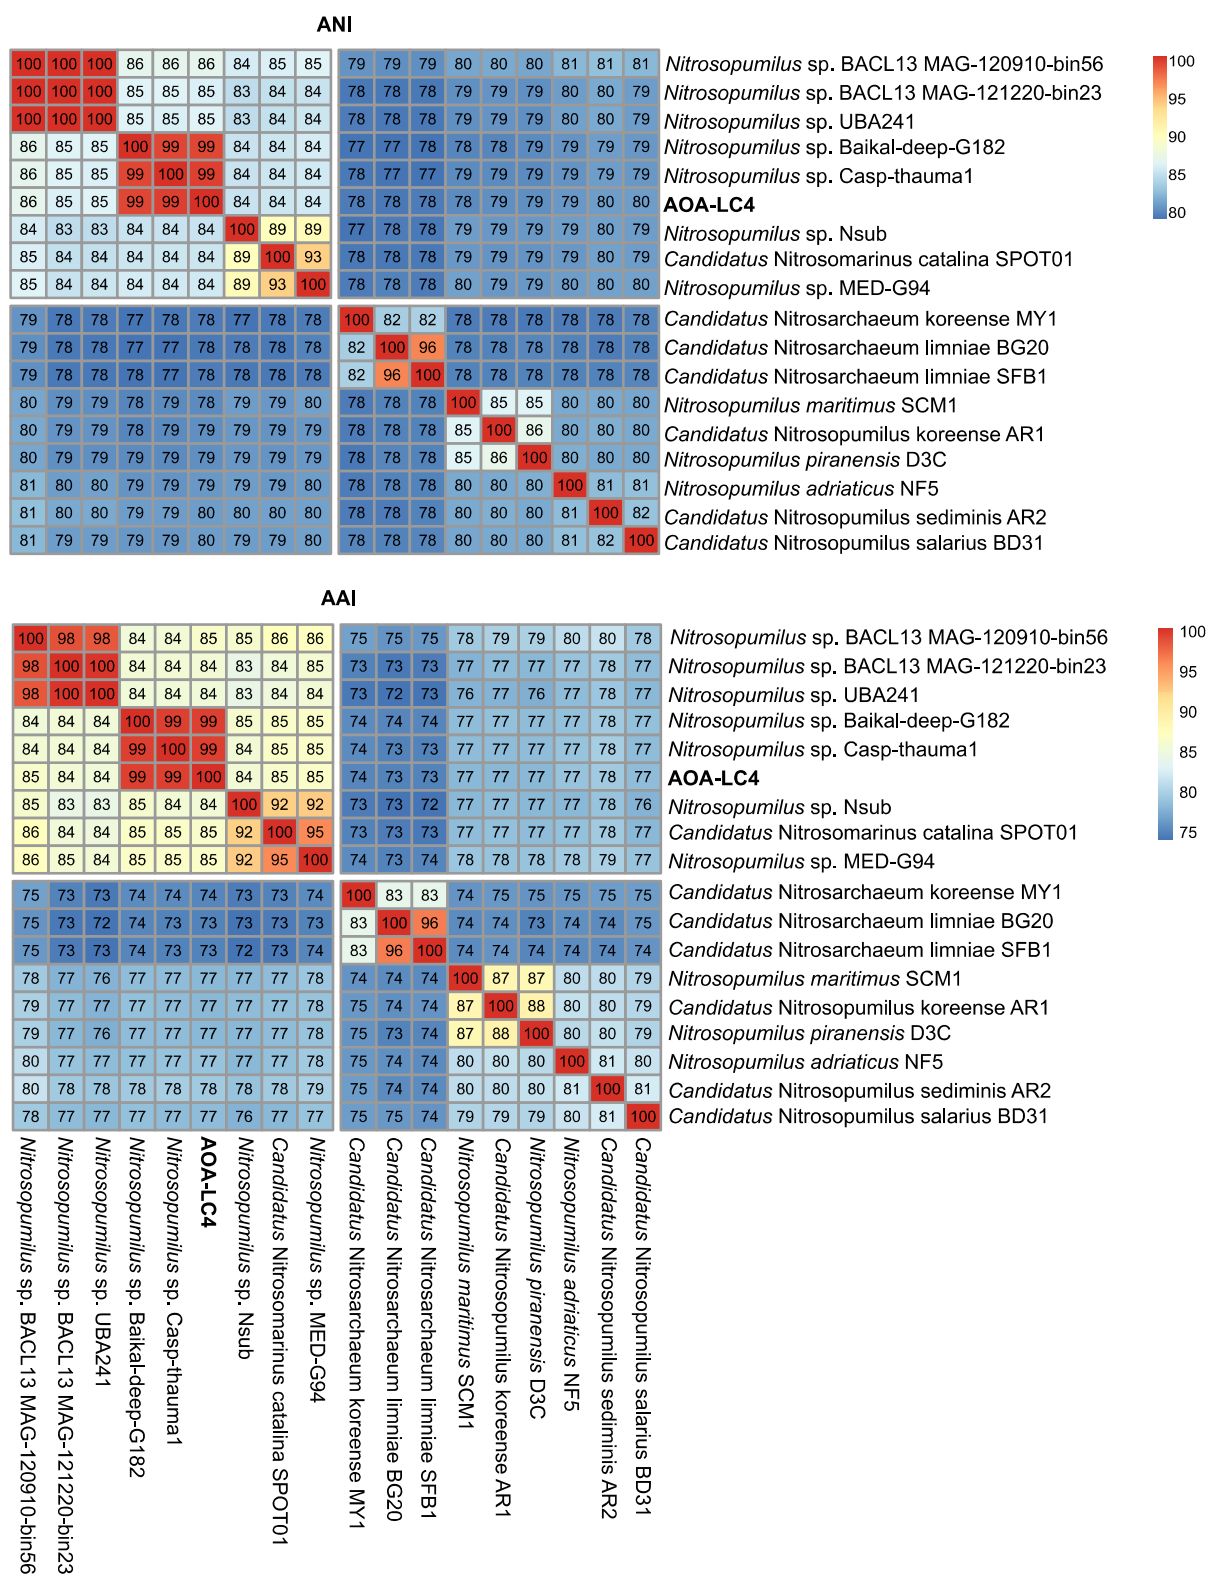 ANI
100 100 100 86 86 86 84 85 85 79 79 79 80 80 80 81 81 81 Nitrosopumilus sp. BACL13 MAG-120910-bin56
100 100 100 85 85 85 83 84 84 78 78 78 79 79 79 80 80 79 Nitrosopumilus sp. BACL13 MAG-121220-bin23
100 100 100 85 85 85 83 84 84 78 78 78 79 79 79 80 80 79 Nitrosopumilus sp. UBA241
86 85 85 100 99 99 84 84 84 77 77 78 78 78 79 79 79 79 Nitrosopumilus sp. Baikal-deep-G182
86 85 85 99 100 99 84 84 84 78 77 77 79 79 79 79 79 79 Nitrosopumilus sp. Casp-thauma1
86 85 85 99 99 100 84 84 84 78 78 78 78 79 79 79 80 80 AOA-LC4
84 83 83 84 84 84 100 89 89 77 78 78 79 79 79 80 79 79 Nitrosopumilus sp. Nsub
85 84 84 84 84 84 89 100 93 78 78 78 79 79 79 79 79 80 Candidatus Nitrosomarinus catalina SPOT01
85 84 84 84 84 84 89 93 100 78 78 78 80 79 79 80 80 80 Nitrosopumilus sp. MED-G94
79 78 78 77 78 78 77 78 78 100 82 82 78 78 78 78 78 78 Candidatus Nitrosarchaeum koreense MY1
79 78 78 77 77 78 78 78 78 82 100 96 78 78 78 78 78 78 Candidatus Nitrosarchaeum limniae BG20
79 78 78 78 77 78 78 78 78 82 96 100 78 78 78 78 78 78 Candidatus Nitrosarchaeum limniae SFB1
80 79 79 78 79 78 79 79 80 78 78 78 100 85 85 80 80 80 Nitrosopumilus maritimus SCM1
80 79 79 78 79 79 79 79 79 78 78 78 85 100 86 80 80 80 Candidatus Nitrosopumilus koreense AR1
80 79 79 79 79 79 79 79 79 78 78 78 85 86 100 80 80 80 Nitrosopumilus piranensis D3C
81 80 80 79 79 79 80 79 80 78 78 78 80 80 80 100 81 81 Nitrosopumilus adriaticus NF5
81 80 80 79 79 80 79 79 80 78 78 78 80 80 80 81 100 82 Candidatus Nitrosopumilus sediminis AR2
81 79 79 79 79 80 79 79 80 78 78 78 80 80 80 81 82 100 Candidatus Nitrosopumilus salarius BD31
100
95
90
85
80
AAI
100 98 98 84 84 85 85 86 86 75 75 75 78 79 79 80 80 78 Nitrosopumilus sp. BACL13 MAG-120910-bin56
98 100 100 84 84 84 83 84 85 73 73 73 77 77 77 77 78 77 Nitrosopumilus sp. BACL13 MAG-121220-bin23
98 100 100 84 84 84 83 84 84 73 72 73 76 77 76 77 78 77 Nitrosopumilus sp. UBA241
84 84 84 100 99 99 85 85 85 74 74 74 77 77 77 77 78 77 Nitrosopumilus sp. Baikal-deep-G182
84 84 84 99 100 99 84 85 85 74 73 73 77 77 77 77 78 77 Nitrosopumilus sp. Casp-thauma1
85 84 84 99 99 100 84 85 85 74 73 73 77 77 77 77 78 77 AOA-LC4
85 83 83 85 84 84 100 92 92 73 73 72 77 77 77 77 78 76 Nitrosopumilus sp. Nsub
86 84 84 85 85 85 92 100 95 73 73 73 77 77 77 77 78 77 Candidatus Nitrosomarinus catalina SPOT01
86 85 84 85 85 85 92 95 100 74 73 74 78 78 78 78 79 77 Nitrosopumilus sp. MED-G94
75 73 73 74 74 74 73 73 74 100 83 83 74 75 75 75 75 75 Candidatus Nitrosarchaeum koreense MY1
75 73 72 74 73 73 73 73 73 83 100 96 74 74 73 74 74 75 Candidatus Nitrosarchaeum limniae BG20
75 73 73 74 73 73 72 73 74 83 96 100 74 74 74 74 74 74 Candidatus Nitrosarchaeum limniae SFB1
78 77 76 77 77 77 77 77 78 74 74 74 100 87 87 80 80 79 Nitrosopumilus maritimus SCM1
79 77 77 77 77 77 77 77 78 75 74 74 87 100 88 80 80 79 Candidatus Nitrosopumilus koreense AR1
79 77 76 77 77 77 77 77 78 75 73 74 87 88 100 80 80 79 Nitrosopumilus piranensis D3C
80 77 77 77 77 77 77 77 78 75 74 74 80 80 80 100 81 80 Nitrosopumilus adriaticus NF5
80 78 78 78 78 78 78 78 79 75 74 74 80 80 80 81 100 81 Candidatus Nitrosopumilus sediminis AR2
78 77 77 77 77 77 76 77 77 75 75 74 79 79 79 80 81 100 Candidatus Nitrosopumilus salarius BD31
100
95
90
85
80
75
Nitrosopumilus sp. BACL13 MAG-120910-bin56
Nitrosopumilus sp. BACL13 MAG-121220-bin23
Nitrosopumilus sp. UBA241
Nitrosopumilus sp. Baikal-deep-G182
Nitrosopumilus sp. Casp-thauma1
AOA-LC4
Nitrosopumilus sp. Nsub
Candidatus Nitrosomarinus catalina SPOT01
Nitrosopumilus sp. MED-G94
Candidatus Nitrosarchaeum koreense MY1
Candidatus Nitrosarchaeum limniae BG20
Candidatus Nitrosarchaeum limniae SFB1
Nitrosopumilus maritimus SCM1
Candidatus Nitrosopumilus koreense AR1
Nitrosopumilus piranensis D3C
Nitrosopumilus adriaticus NF5
Candidatus Nitrosopumilus sediminis AR2
Candidatus Nitrosopumilus salarius BD31